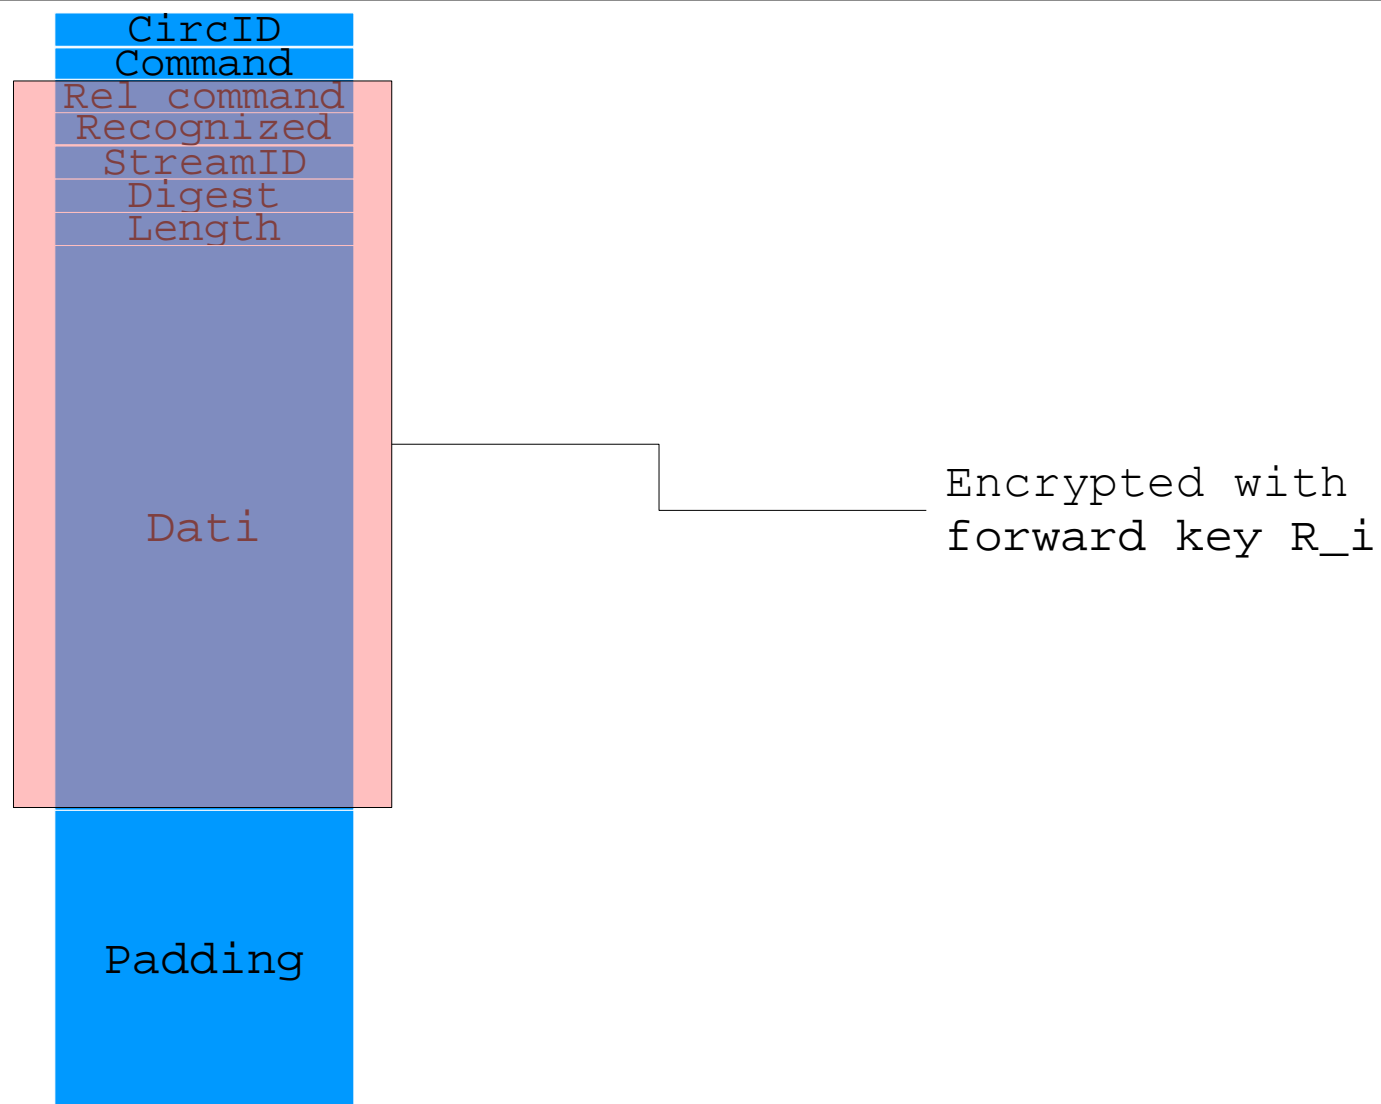 CircID
Command
Rel command
Recognized
StreamID
Digest
Length
Dati
Encrypted with
forward key R_i
Padding